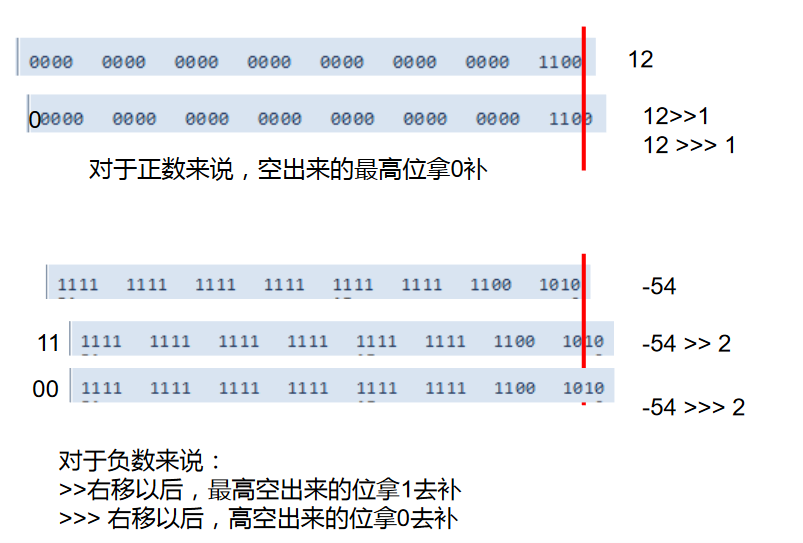 0000 0000 0000 0000 0000 0000 0000 1100 12
00000 0000 0000 0000 0000 0000 0000 1100 12>>1
12 >>> 1
对于正数来说，空出来的最高位拿0补
1111 1111 1111 1111 1111 1111 1100 1010 -54
11 1111 1111 1111 1111 1111 1111 1100 1010 -54 >> 2
00 1111 1111 1111 1111 1111 1111 1100 1010 -54 >>> 2
对于负数来说：
>>右移以后，最高空出来的位拿1去补
>>> 右移以后，高空出来的位拿0去补